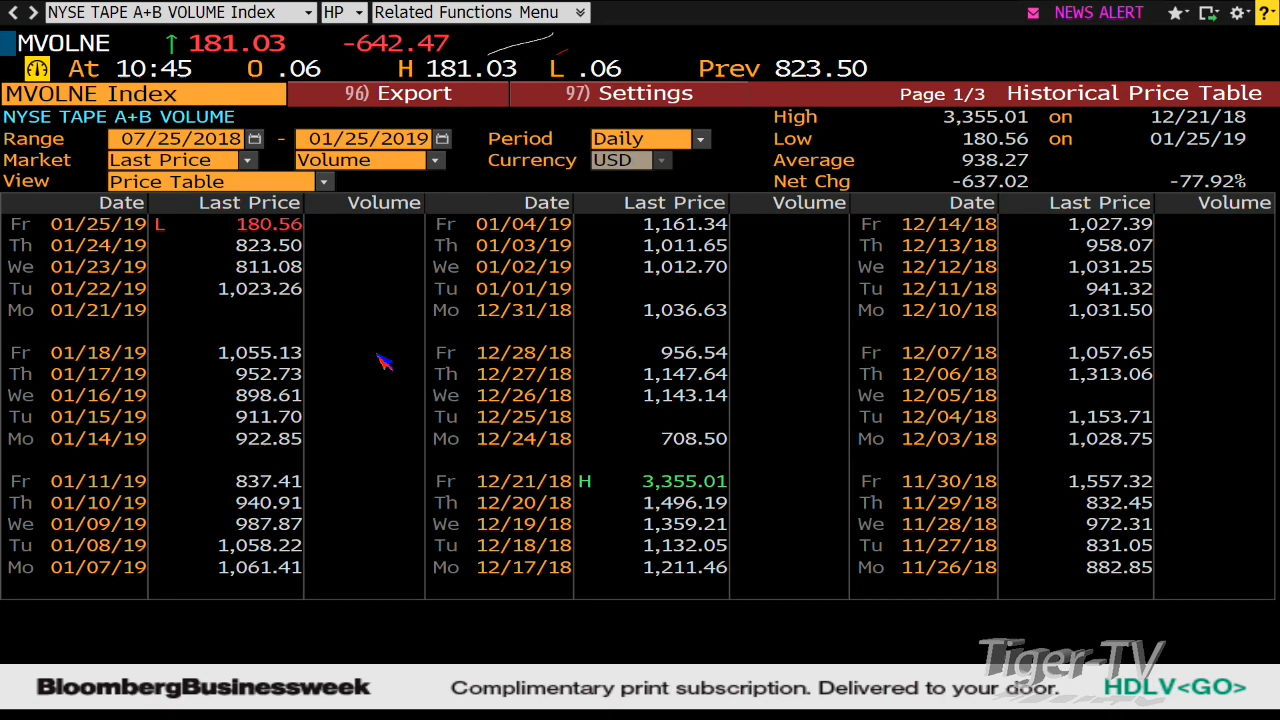 NYSE TAPE A+B VOLUME Index HP Related Functions Menu NEWS ALERT ?
MVOLNE ↑ 181.03 -642.47
At 10:45 O .06 H 181.03 L .06 Prev 823.50
MVOLNE Index 96) Export 97) Settings Page 1/3 Historical Price Table
NYSE TAPE A+B VOLUME High 3,355.01 on 12/21/18
Range 07/25/2018 - 01/25/2019 Period Daily Low 180.56 on 01/25/19
Market Last Price Volume Currency USD Average 938.27
View Price Table Net Chg -637.02 -77.92%
Date Last Price Volume Date Last Price Volume Date Last Price Volume
Fr 01/25/19 L 180.56 Fr 01/04/19 1,161.34 Fr 12/14/18 1,027.39
Th 01/24/19 823.50 Th 01/03/19 1,011.65 Th 12/13/18 958.07
We 01/23/19 811.08 We 01/02/19 1,012.70 We 12/12/18 1,031.25
Tu 01/22/19 1,023.26 Tu 01/01/19 Tu 12/11/18 941.32
Mo 01/21/19 Mo 12/31/18 1,036.63 Mo 12/10/18 1,031.50
Fr 01/18/19 1,055.13 Fr 12/28/18 956.54 Fr 12/07/18 1,057.65
Th 01/17/19 952.73 Th 12/27/18 1,147.64 Th 12/06/18 1,313.06
We 01/16/19 898.61 We 12/26/18 1,143.14 We 12/05/18
Tu 01/15/19 911.70 Tu 12/25/18 Tu 12/04/18 1,153.71
Mo 01/14/19 922.85 Mo 12/24/18 708.50 Mo 12/03/18 1,028.75
Fr 01/11/19 837.41 Fr 12/21/18 H 3,355.01 Fr 11/30/18 1,557.32
Th 01/10/19 940.91 Th 12/20/18 1,496.19 Th 11/29/18 832.45
We 01/09/19 987.87 We 12/19/18 1,359.21 We 11/28/18 972.31
Tu 01/08/19 1,058.22 Tu 12/18/18 1,132.05 Tu 11/27/18 831.05
Mo 01/07/19 1,061.41 Mo 12/17/18 1,211.46 Mo 11/26/18 882.85
Tiger-TV
BloombergBusinessweek Complimentary print subscription. Delivered to your door. HDLV<GO>